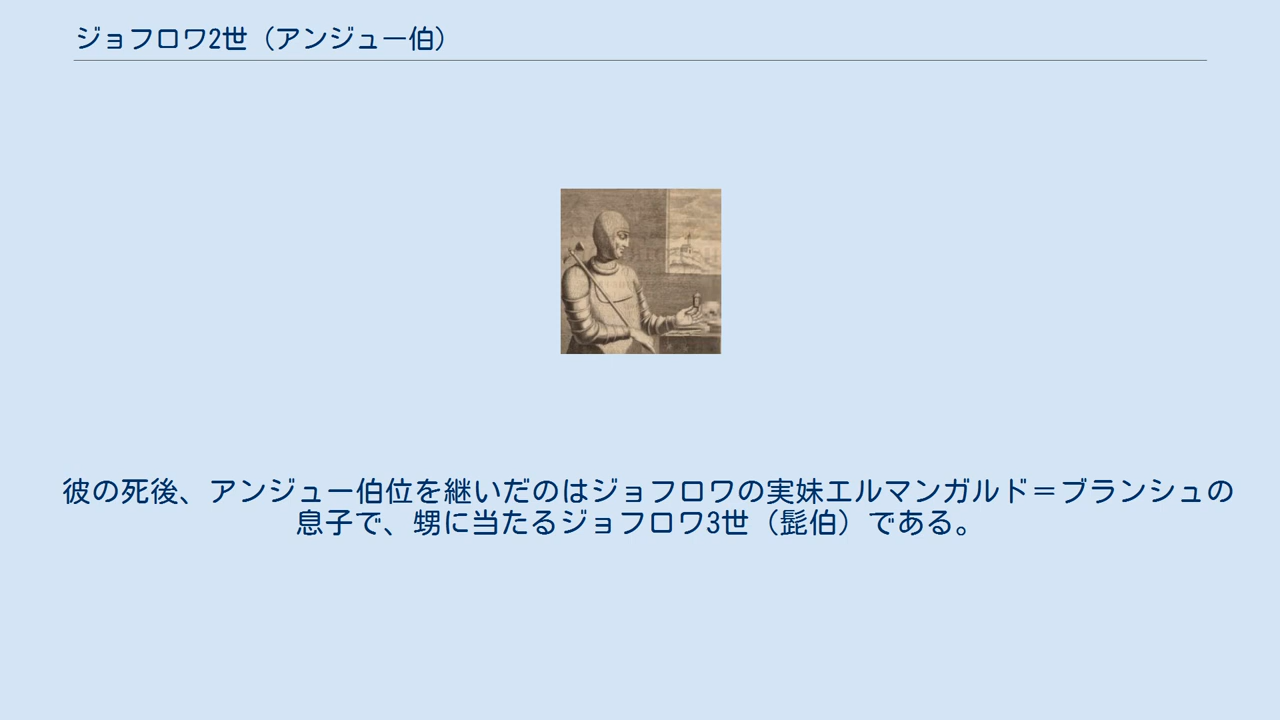 ジョフロワ2世（アンジュー伯）
彼の死後、アンジュー伯位を継いだのはジョフロワの実妹エルマンガルド＝ブランシュの
息子で、甥に当たるジョフロワ3世（髭伯）である。